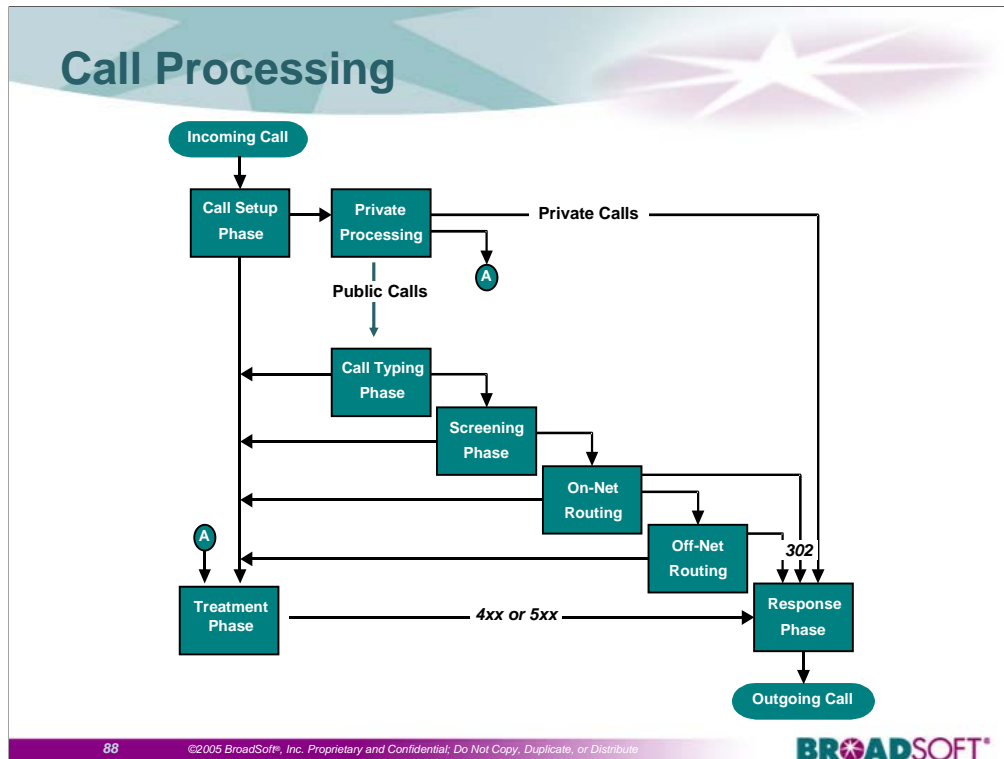 Call Processing
Incoming Call
Call Setup
Phase
Private
Processing
Private Calls
A
Public Calls
Call Typing
Phase
Screening
Phase
On-Net
Routing
A
Off-Net
Routing
302
Treatment
Phase
4xx or 5xx
Response
Phase
Outgoing Call
88
©2005 BroadSoft®, Inc. Proprietary and Confidential; Do Not Copy, Duplicate, or Distribute
BROADSOFT®